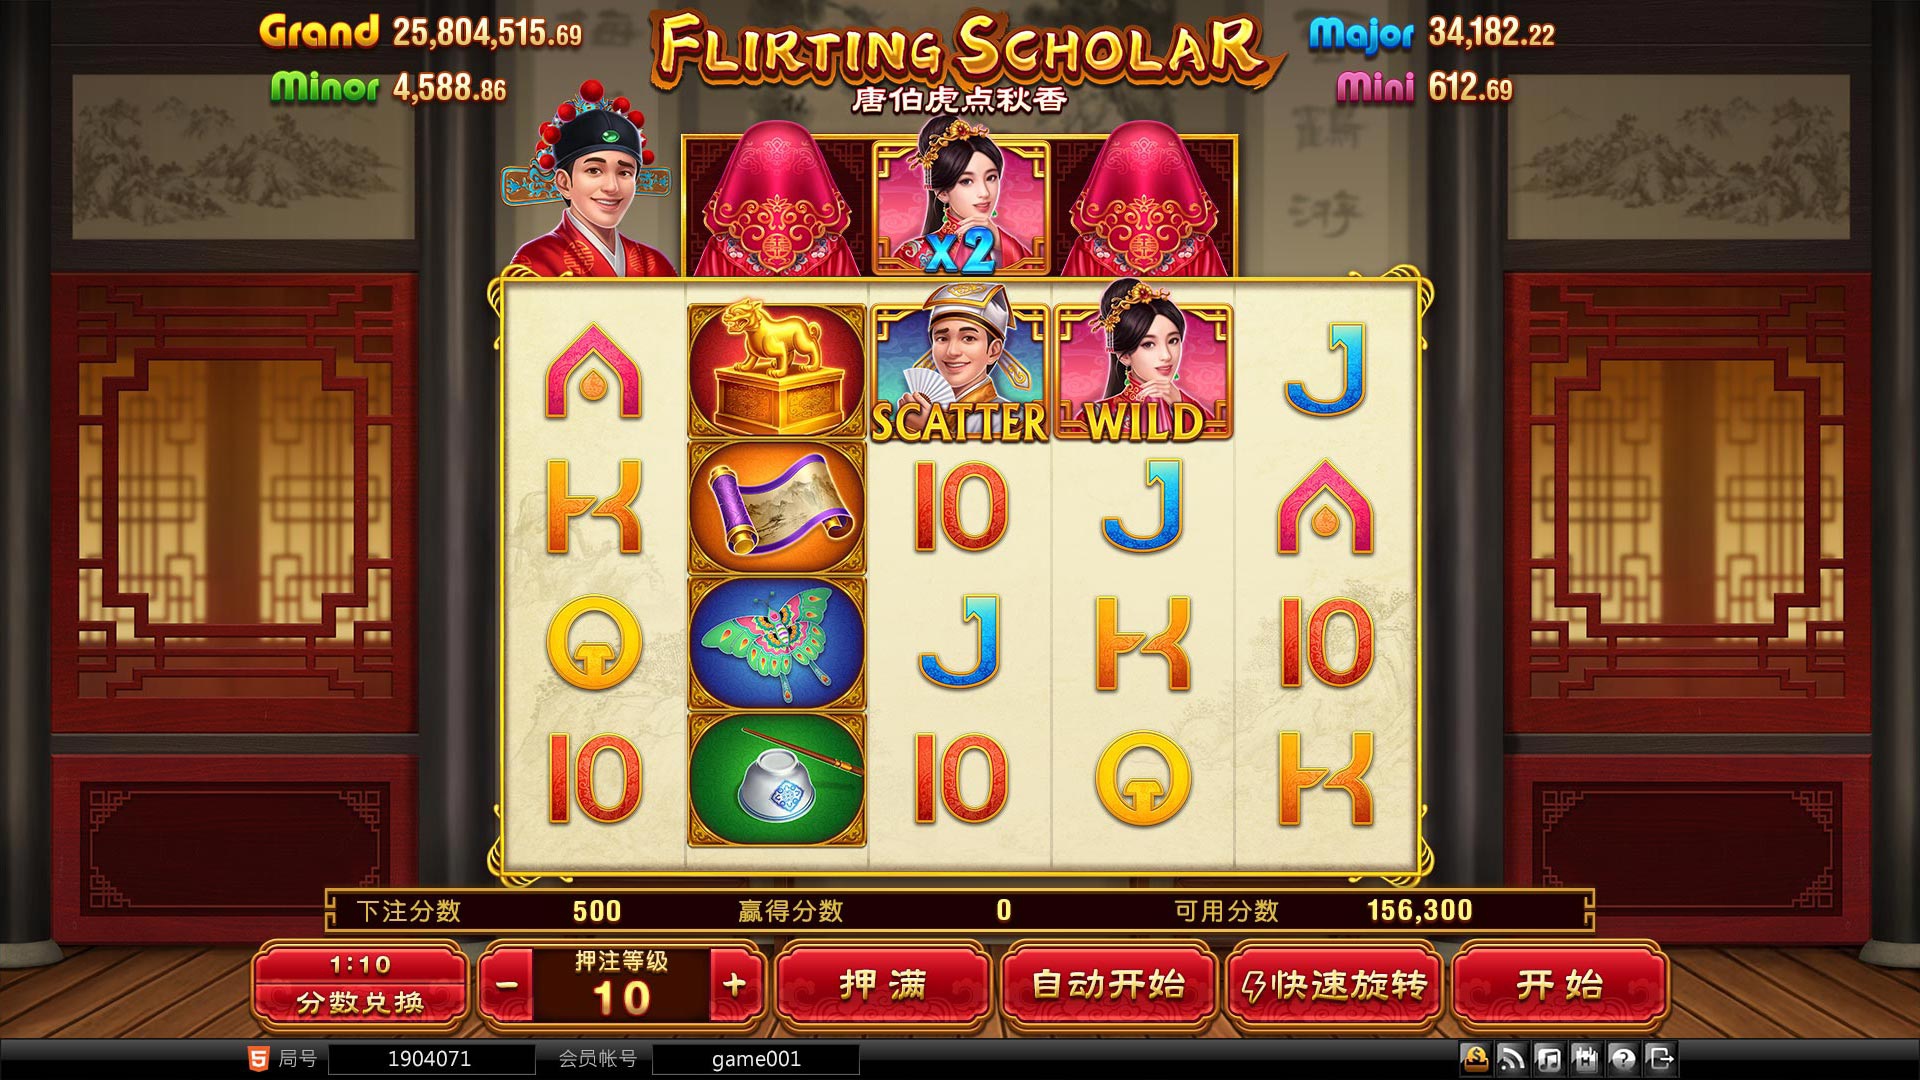 Grand 25,804,515.69
Minor 4,588.86
FLIRTING SCHOLAR
唐伯虎点秋香
Major 34,182.22
Mini 612.69
x2
A SCATTER WILD J
K 10 J A
Q J K 10
10 10 Q K
下注分数 500 赢得分数 0 可用分数 156,300
1:10
分数兑换
-
押注等级
10
+
押满
自动开始
快速旋转
开始
5 局号 1904071 会员帐号 game001